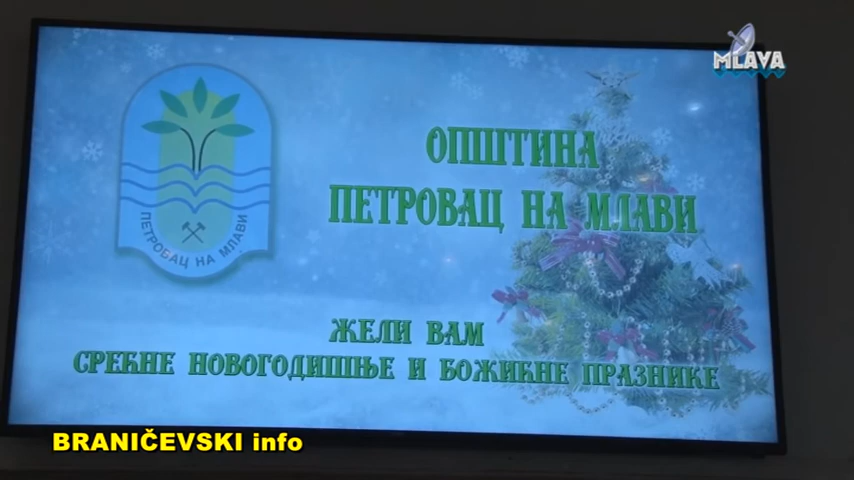 MLAVA
ОПШТИНА
ПЕТРОВАЦ НА МЛАВИ
ПЕТРОВАЦ НА МЛАВИ
ЖЕЛИ ВАМ
СРЕЋНЕ НОВОГОДИШЊЕ И БОЖИЋНЕ ПРАЗНИКЕ
BRANIČEVSKI info